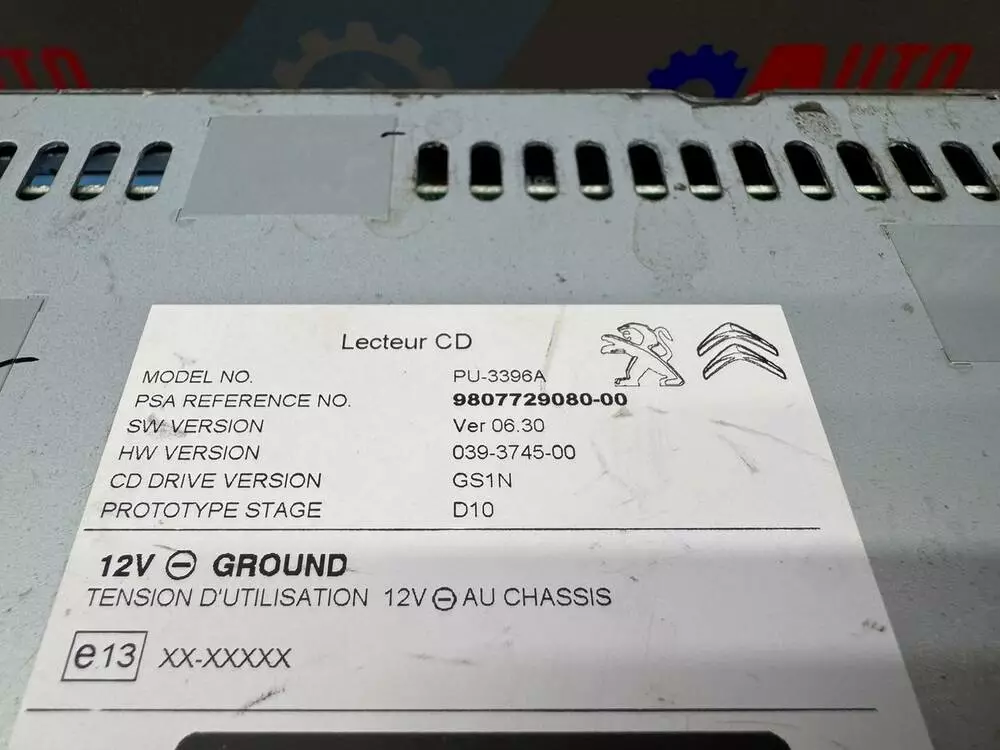 AUTO
Lecteur CD
MODEL NO. PU-3396A
PSA REFERENCE NO. 9807729080-00
SW VERSION Ver 06.30
HW VERSION 039-3745-00
CD DRIVE VERSION GS1N
PROTOTYPE STAGE D10
12V GROUND
TENSION D'UTILISATION 12V AU CHASSIS
e13 XX-XXXXX